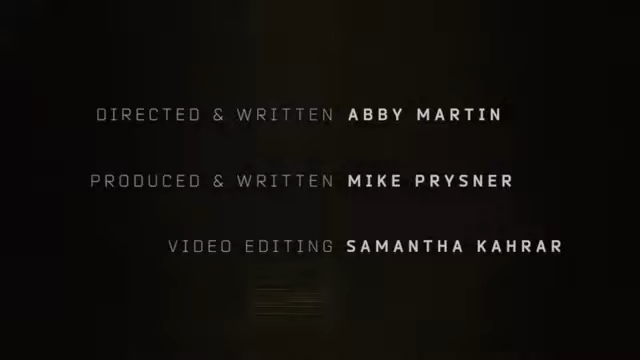 DIRECTED & WRITTEN ABBY MARTIN
PRODUCED & WRITTEN MIKE PRYSNER
VIDEO EDITING SAMANTHA KAHRAR